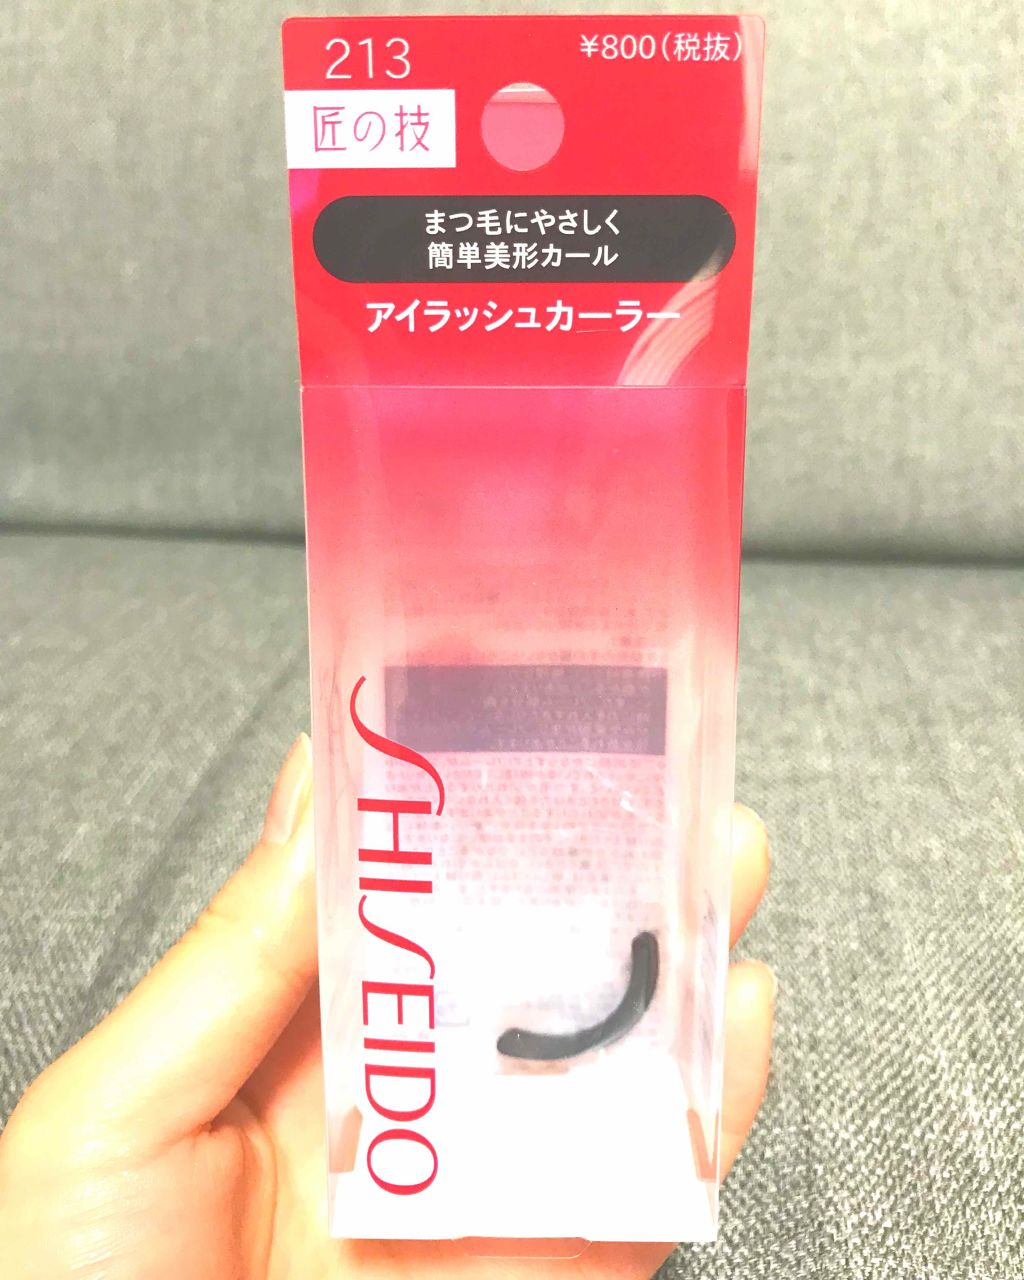 213
¥800(税抜)
匠の技
まつ毛にやさしく
簡単美形カール
アイラッシュカーラー
SHISEIDO